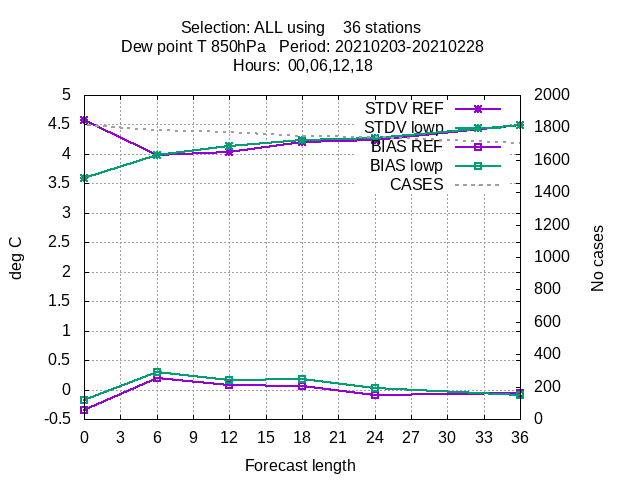 Selection: ALL using    36 stations
Dew point T 850hPa   Period: 20210203-20210228
Hours:  00,06,12,18
5
4.5
4
3.5
3
2.5
2
1.5
1
0.5
0
-0.5
deg C
2000
1800
1600
1400
1200
1000
800
600
400
200
0
No cases
STDV REF
STDV lowp
BIAS REF
BIAS lowp
CASES
0 3 6 9 12 15 18 21 24 27 30 33 36
Forecast length